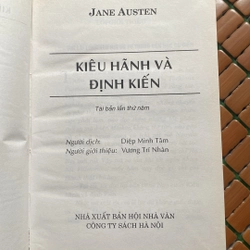 JANE AUSTEN
KIÊU HÃNH VÀ
ĐỊNH KIẾN
Tái bản lần thứ năm
Người dịch: Diệp Minh Tâm
Người giới thiệu: Vương Trí Nhàn
NHÀ XUẤT BẢN HỘI NHÀ VĂN
CÔNG TY SÁCH HÀ NỘI